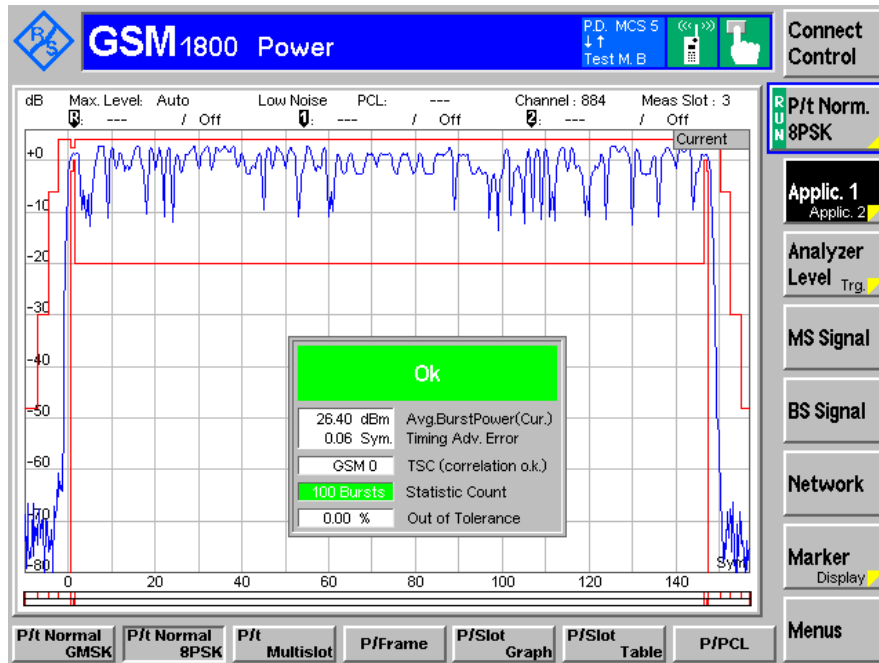 R&S
GSM 1800 Power
P.D. MCS 5
Test M. B
Connect Control
dB Max. Level: Auto Low Noise PCL: --- Channel : 884 Meas Slot : 3
--- / Off --- / Off 2: --- / Off
Current
RUN
P/t Norm. 8PSK
Applic. 1
Applic. 2
Analyzer Level Trg.
MS Signal
BS Signal
Network
Marker
Display
Menus
+0
-10
-20
-30
-40
-50
-60
-70
-80
Ok
26.40 dBm Avg.BurstPower(Cur.)
0.06 Sym. Timing Adv. Error
GSM 0 TSC (correlation o.k.)
100 Bursts Statistic Count
0.00 % Out of Tolerance
Sym
0 20 40 60 80 100 120 140
P/t Normal GMSK
P/t Normal 8PSK
P/t Multislot
P/Frame
P/Slot Graph
P/Slot Table
P/PCL